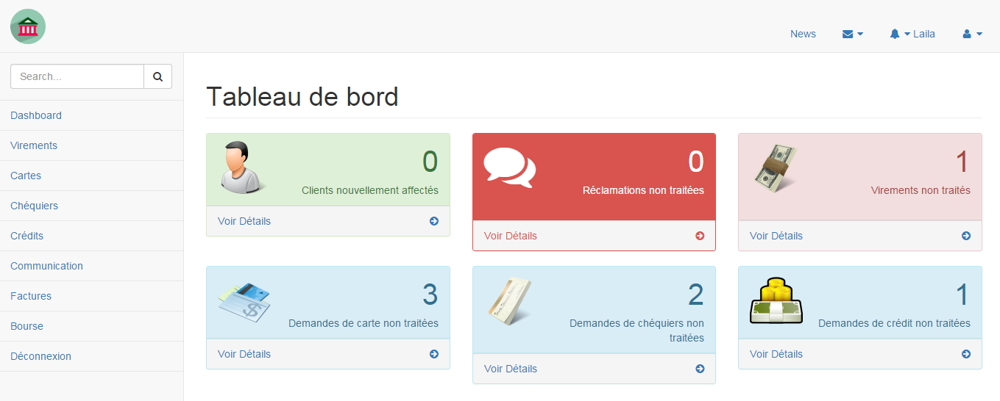 News
Laila
Search...
Dashboard
Virements
Cartes
Chéquiers
Crédits
Communication
Factures
Bourse
Déconnexion
Tableau de bord
0
Clients nouvellement affectés
Voir Détails
0
Réclamations non traitées
Voir Détails
1
Virements non traités
Voir Détails
3
Demandes de carte non traitées
Voir Détails
2
Demandes de chéquiers non
traitées
Voir Détails
1
Demandes de crédit non traitées
Voir Détails